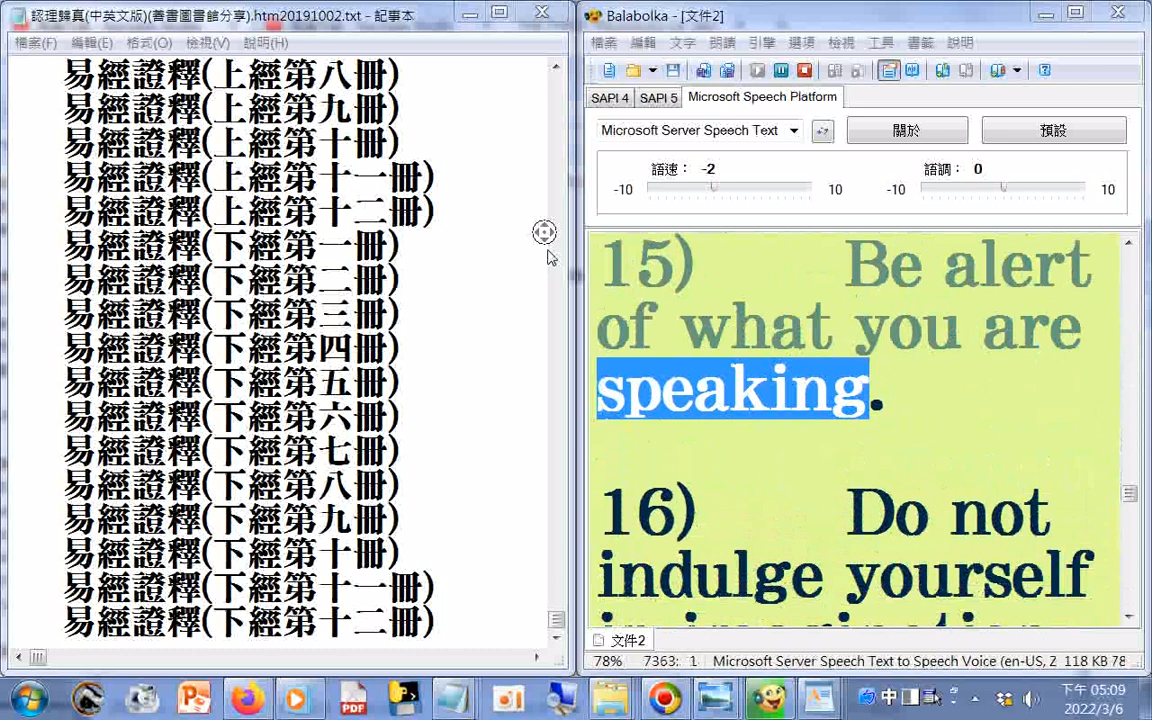 認理歸真(中英文版)(善書圖書館分享).htm20191002.txt - 記事本
檔案(F) 編輯(E) 格式(O) 檢視(V) 說明(H)
易經證釋(上經第八冊)
易經證釋(上經第九冊)
易經證釋(上經第十冊)
易經證釋(上經第十一冊)
易經證釋(上經第十二冊)
易經證釋(下經第一冊)
易經證釋(下經第二冊)
易經證釋(下經第三冊)
易經證釋(下經第四冊)
易經證釋(下經第五冊)
易經證釋(下經第六冊)
易經證釋(下經第七冊)
易經證釋(下經第八冊)
易經證釋(下經第九冊)
易經證釋(下經第十冊)
易經證釋(下經第十一冊)
易經證釋(下經第十二冊)
Balabolka - [文件2]
檔案 編輯 文字 朗讀 引擎 選項 檢視 工具 書籤 說明
SAPI 4 SAPI 5 Microsoft Speech Platform
Microsoft Server Speech Text 關於 預設
語速： -2 語調： 0
-10 10 -10 10
15) Be alert
of what you are
speaking.
16) Do not
indulge yourself
文件2
78% 7363: 1 Microsoft Server Speech Text to Speech Voice (en-US, Z 118 KB 78
PDF 中 下午 05:09
2022/3/6